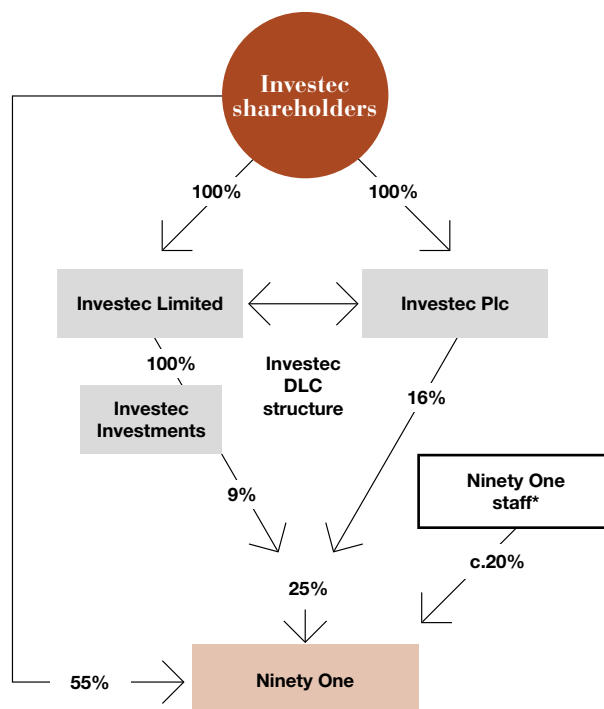 Investec
shareholders
100%
100%
Investec Limited
Investec Plc
100%
Investec
DLC
structure
Investec
Investments
16%
9%
Ninety One
staff*
c.20%
25%
55%
Ninety One